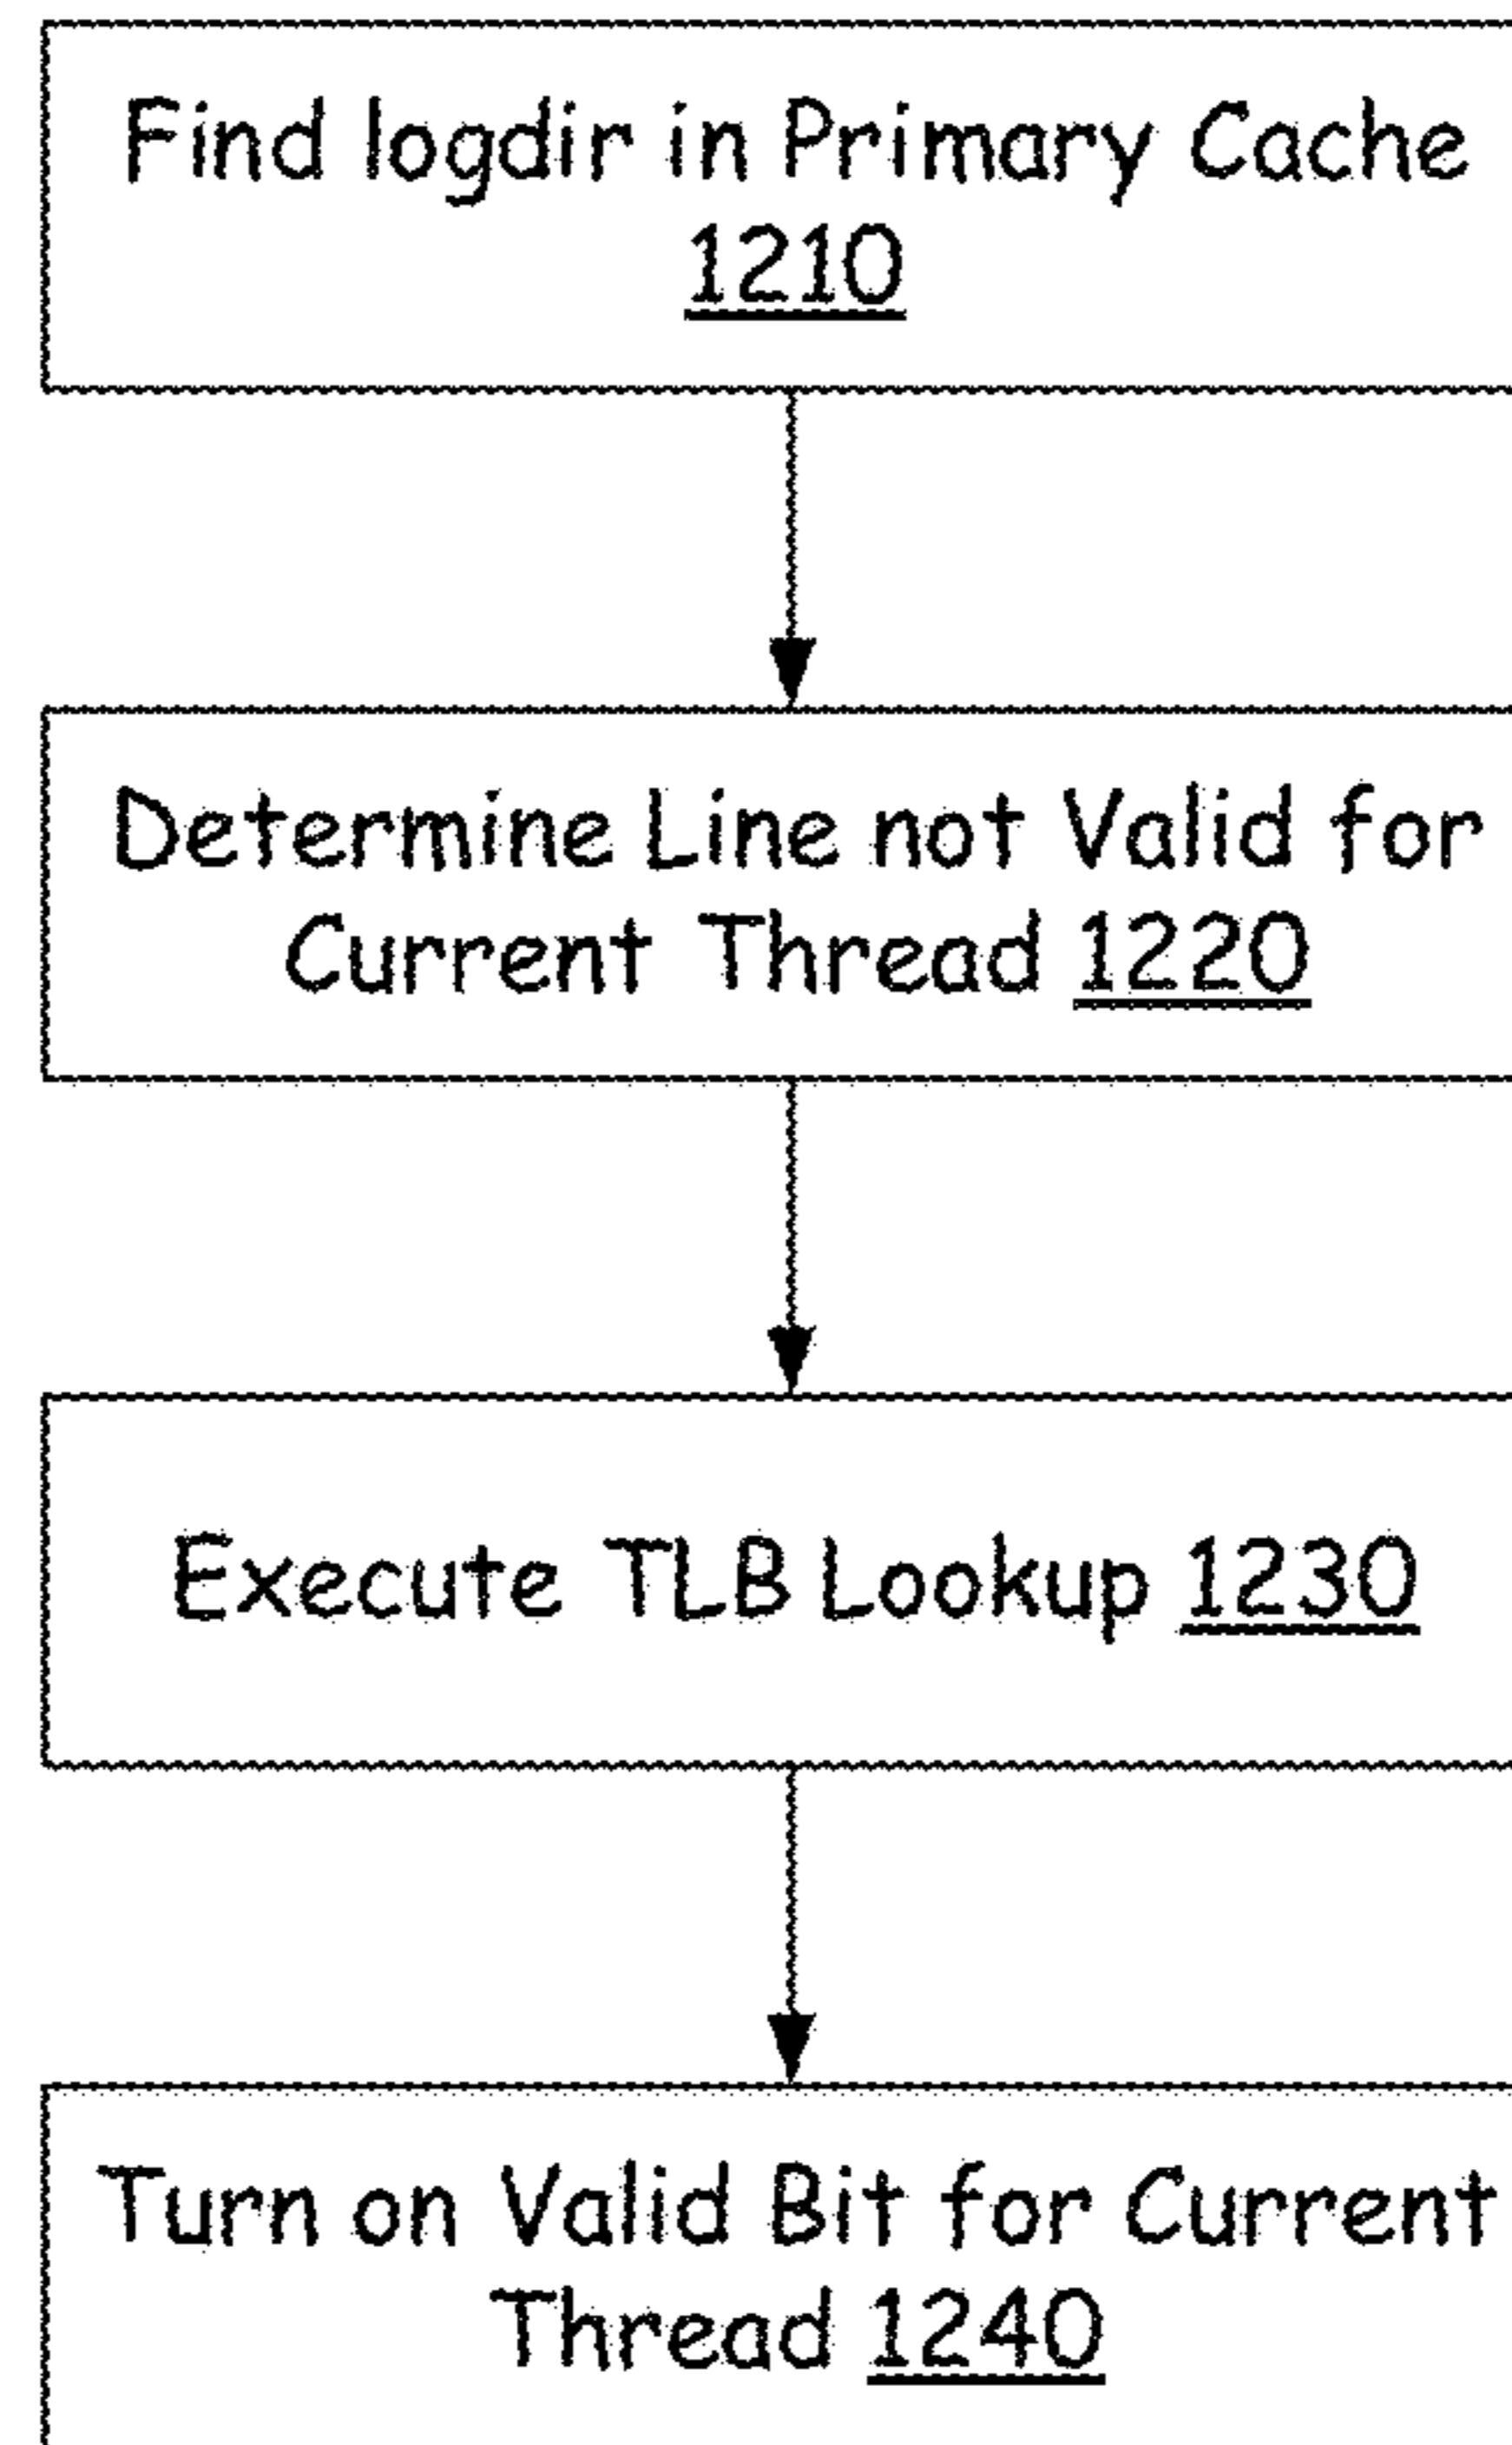 Find logdir in Primary Cache
1210
Determine Line not Valid for
Current Thread 1220
Execute TLB Lookup 1230
Turn on Valid Bit for Current
Thread 1240